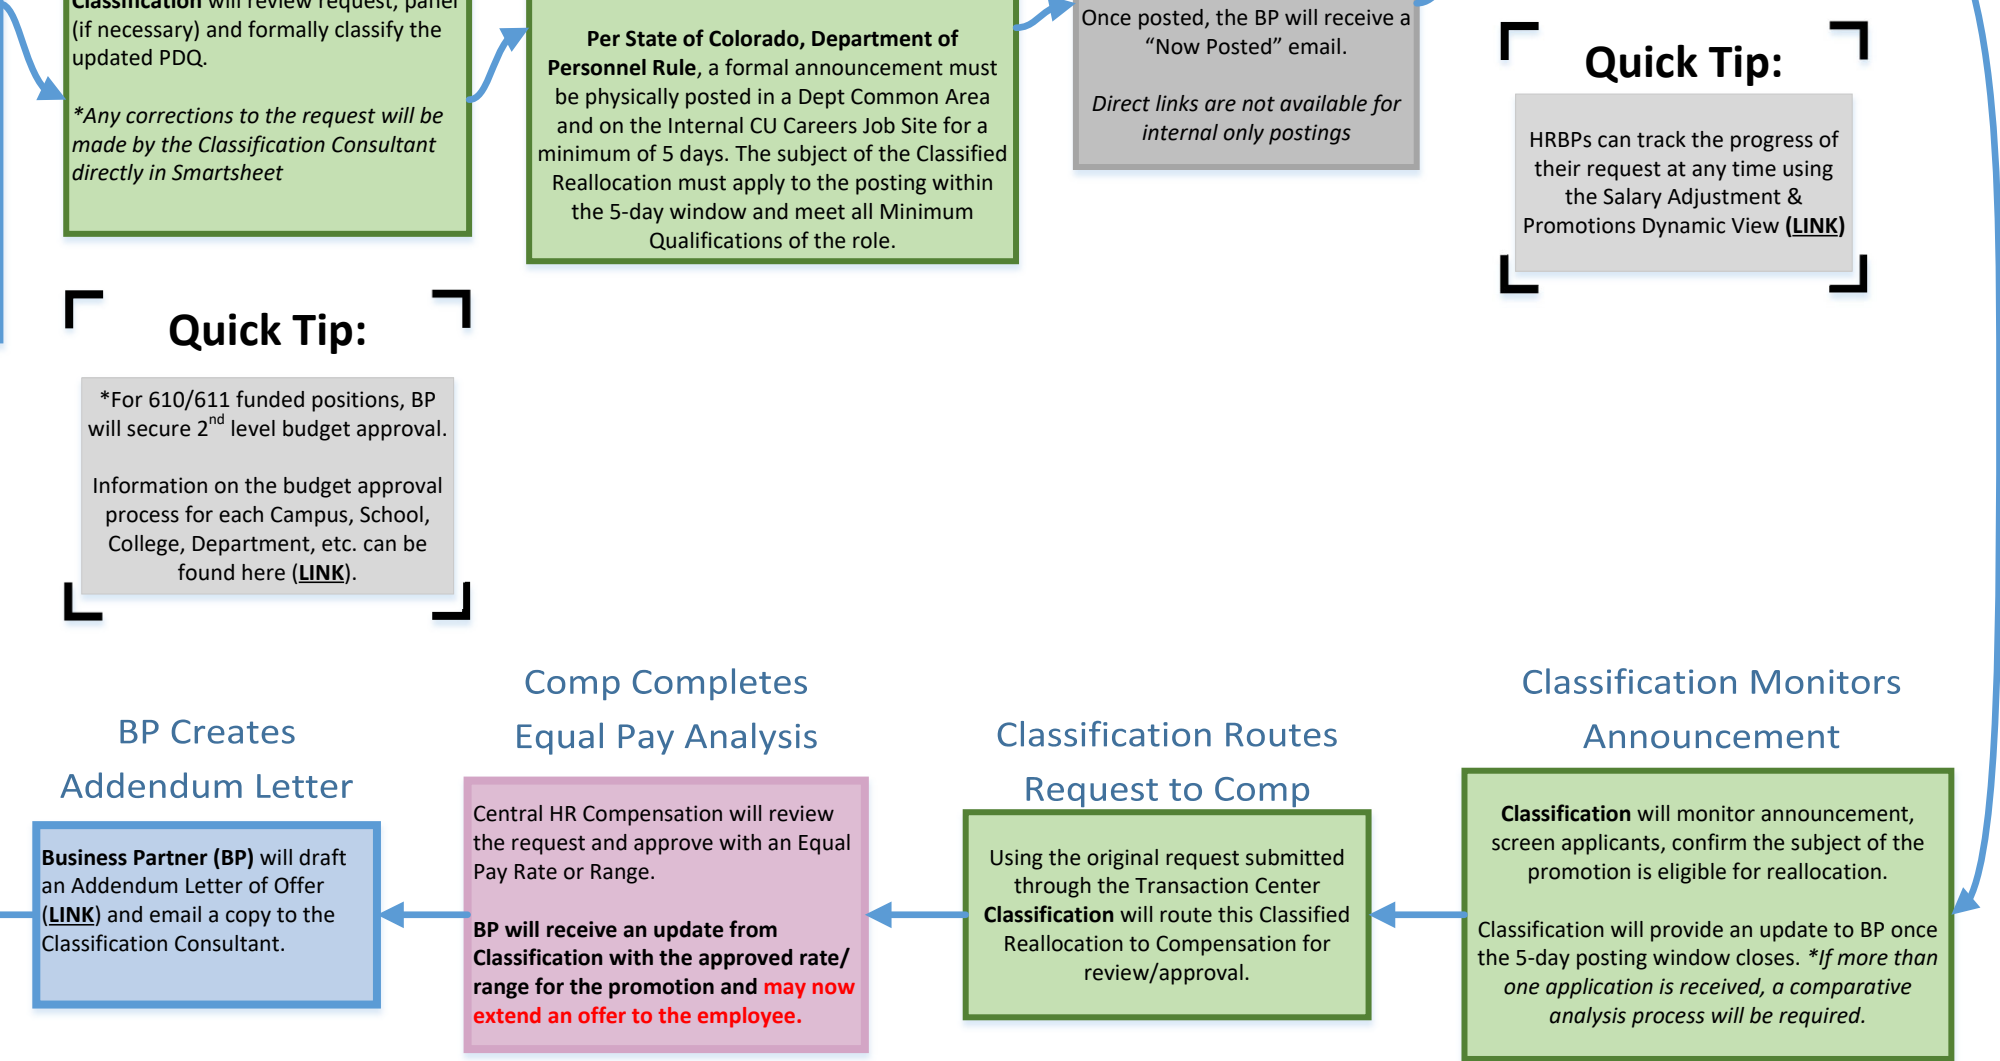 Classification will review request, panel
(if necessary) and formally classify the
updated PDQ.
*Any corrections to the request will be
made by the Classification Consultant
directly in Smartsheet
Per State of Colorado, Department of
Personnel Rule, a formal announcement must
be physically posted in a Dept Common Area
and on the Internal CU Careers Job Site for a
minimum of 5 days. The subject of the Classified
Reallocation must apply to the posting within
the 5-day window and meet all Minimum
Qualifications of the role.
Once posted, the BP will receive a
“Now Posted” email.
Direct links are not available for
internal only postings
Quick Tip:
HRBPs can track the progress of
their request at any time using
the Salary Adjustment &
Promotions Dynamic View (LINK)
Quick Tip:
*For 610/611 funded positions, BP
will secure 2nd level budget approval.
Information on the budget approval
process for each Campus, School,
College, Department, etc. can be
found here (LINK).
BP Creates
Addendum Letter
Business Partner (BP) will draft
an Addendum Letter of Offer
(LINK) and email a copy to the
Classification Consultant.
Comp Completes
Equal Pay Analysis
Central HR Compensation will review
the request and approve with an Equal
Pay Rate or Range.
BP will receive an update from
Classification with the approved rate/
range for the promotion and may now
extend an offer to the employee.
Classification Routes
Request to Comp
Using the original request submitted
through the Transaction Center
Classification will route this Classified
Reallocation to Compensation for
review/approval.
Classification Monitors
Announcement
Classification will monitor announcement,
screen applicants, confirm the subject of the
promotion is eligible for reallocation.
Classification will provide an update to BP once
the 5-day posting window closes. *If more than
one application is received, a comparative
analysis process will be required.